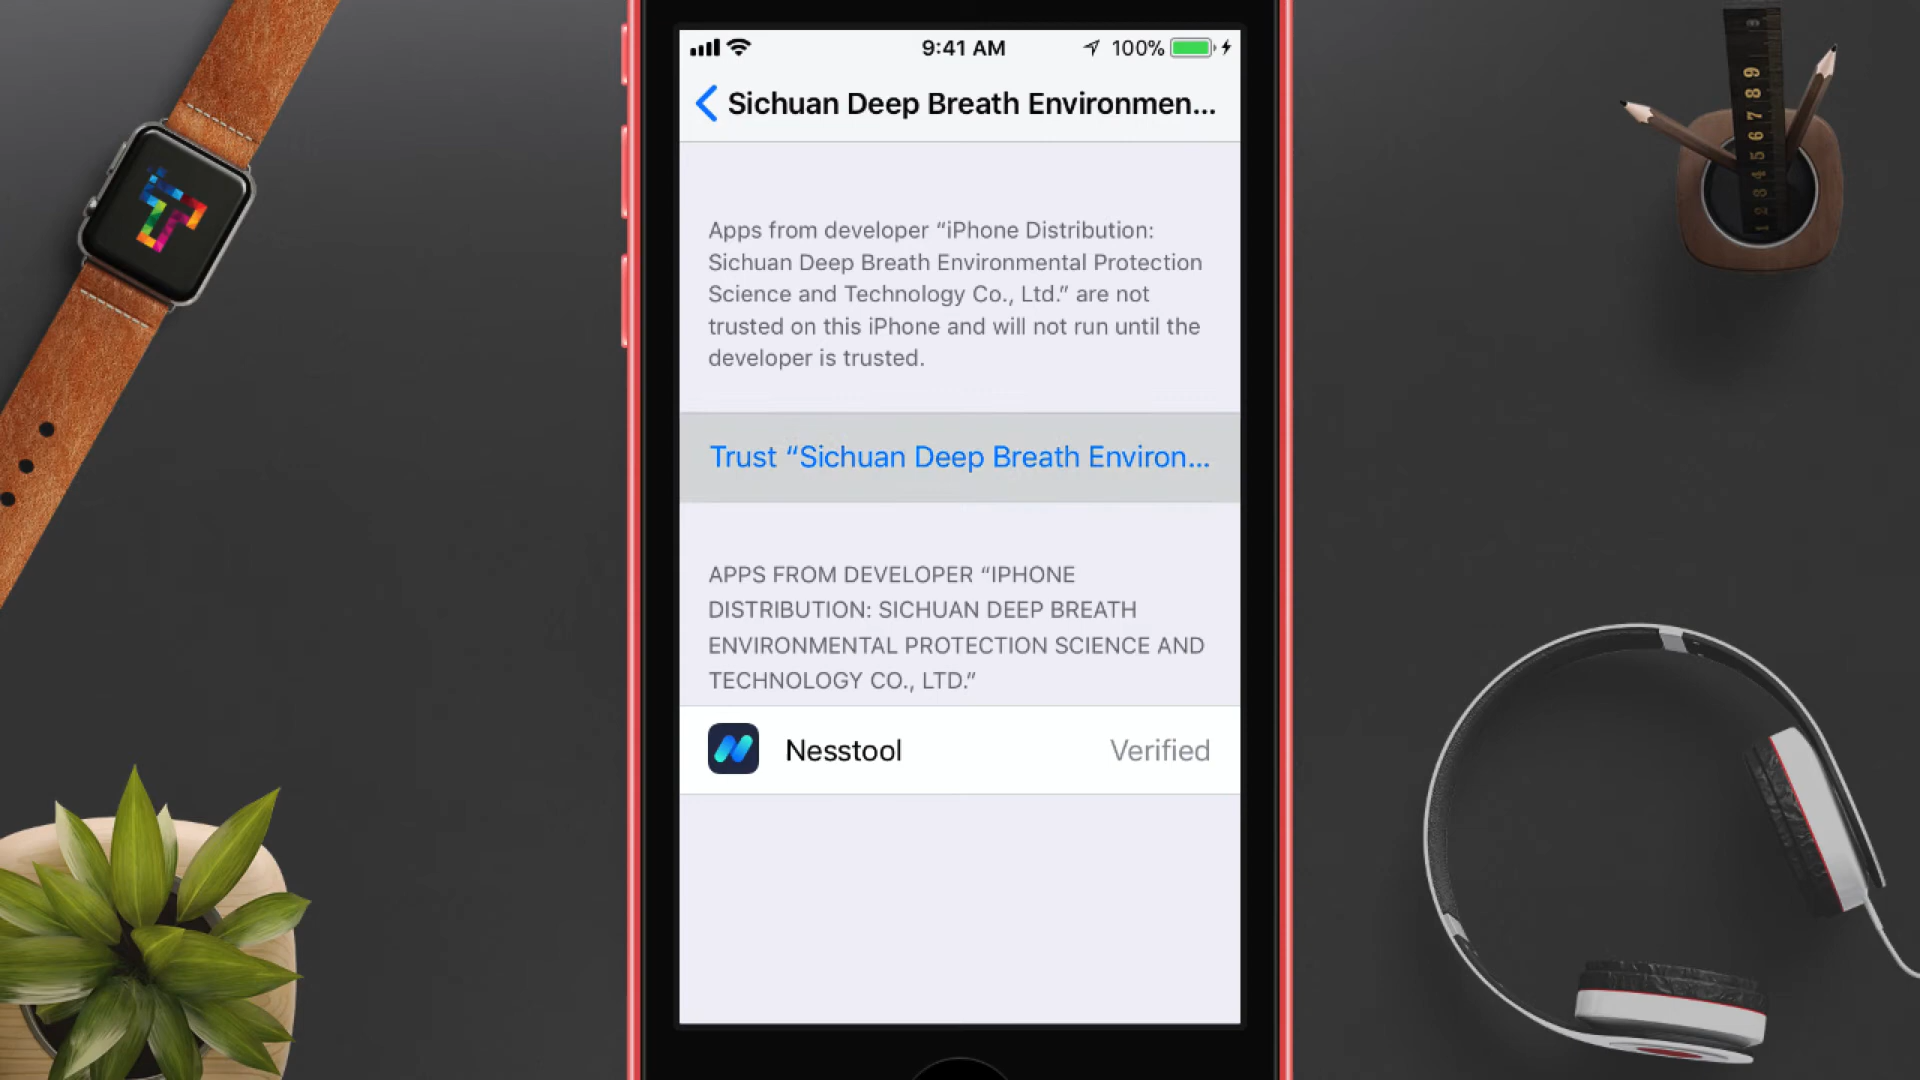 9:41 AM
100%
Sichuan Deep Breath Environmen...
Apps from developer “iPhone Distribution:
Sichuan Deep Breath Environmental Protection
Science and Technology Co., Ltd.” are not
trusted on this iPhone and will not run until the
developer is trusted.
Trust “Sichuan Deep Breath Environ...
APPS FROM DEVELOPER “IPHONE
DISTRIBUTION: SICHUAN DEEP BREATH
ENVIRONMENTAL PROTECTION SCIENCE AND
TECHNOLOGY CO., LTD.”
Nesstool
Verified